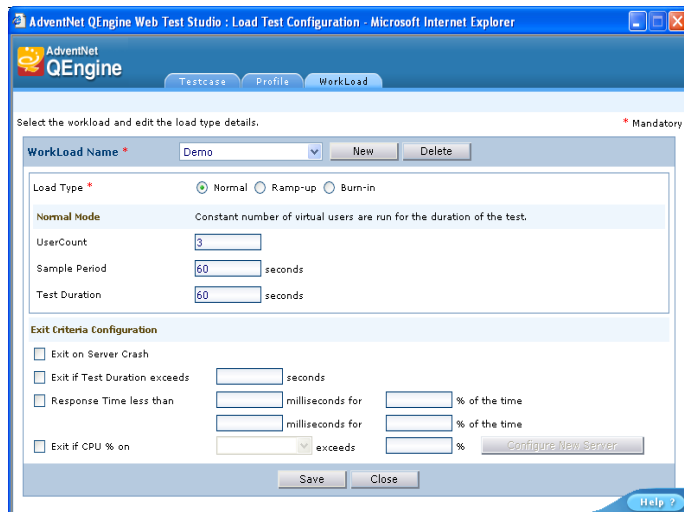 AdventNet QEngine Web Test Studio : Load Test Configuration - Microsoft Internet Explorer
AdventNet
QEngine
Testcase Profile WorkLoad
Select the workload and edit the load type details. * Mandatory
WorkLoad Name * Demo New Delete
Load Type * Normal Ramp-up Burn-in
Normal Mode Constant number of virtual users are run for the duration of the test.
UserCount 3
Sample Period 60 seconds
Test Duration 60 seconds
Exit Criteria Configuration
Exit on Server Crash
Exit if Test Duration exceeds seconds
Response Time less than milliseconds for % of the time
milliseconds for % of the time
Exit if CPU % on exceeds % Configure New Server
Save Close
Help ?